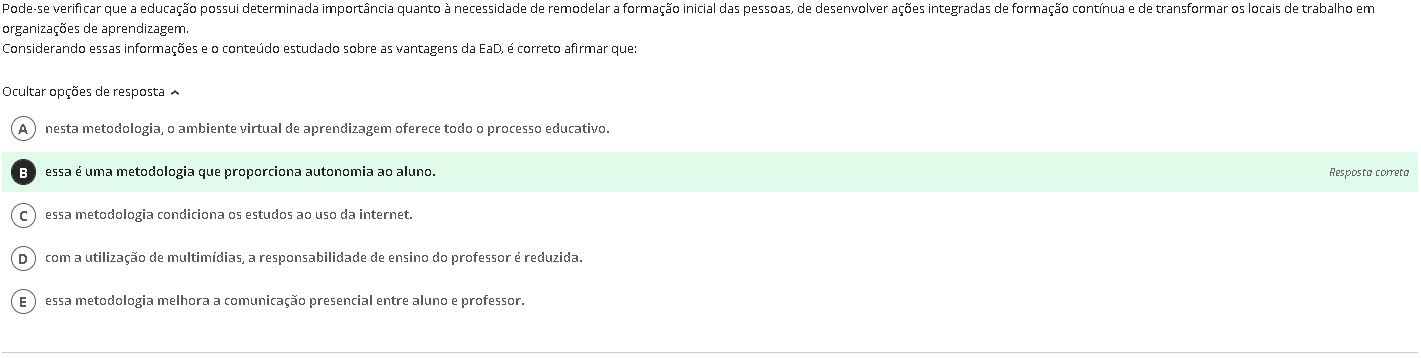 Pode-se verificar que a educação possui determinada importância quanto à necessidade de remodelar a formação inicial das pessoas, de desenvolver ações integradas de formação contínua e de transformar os locais de trabalho em
organizações de aprendizagem.
Considerando essas informações e o conteúdo estudado sobre as vantagens da EaD, é correto afirmar que:
Ocultar opções de resposta
A nesta metodologia, o ambiente virtual de aprendizagem oferece todo o processo educativo.
B essa é uma metodologia que proporciona autonomia ao aluno. Resposta correta
C essa metodologia condiciona os estudos ao uso da internet.
D com a utilização de multimídias, a responsabilidade de ensino do professor é reduzida.
E essa metodologia melhora a comunicação presencial entre aluno e professor.